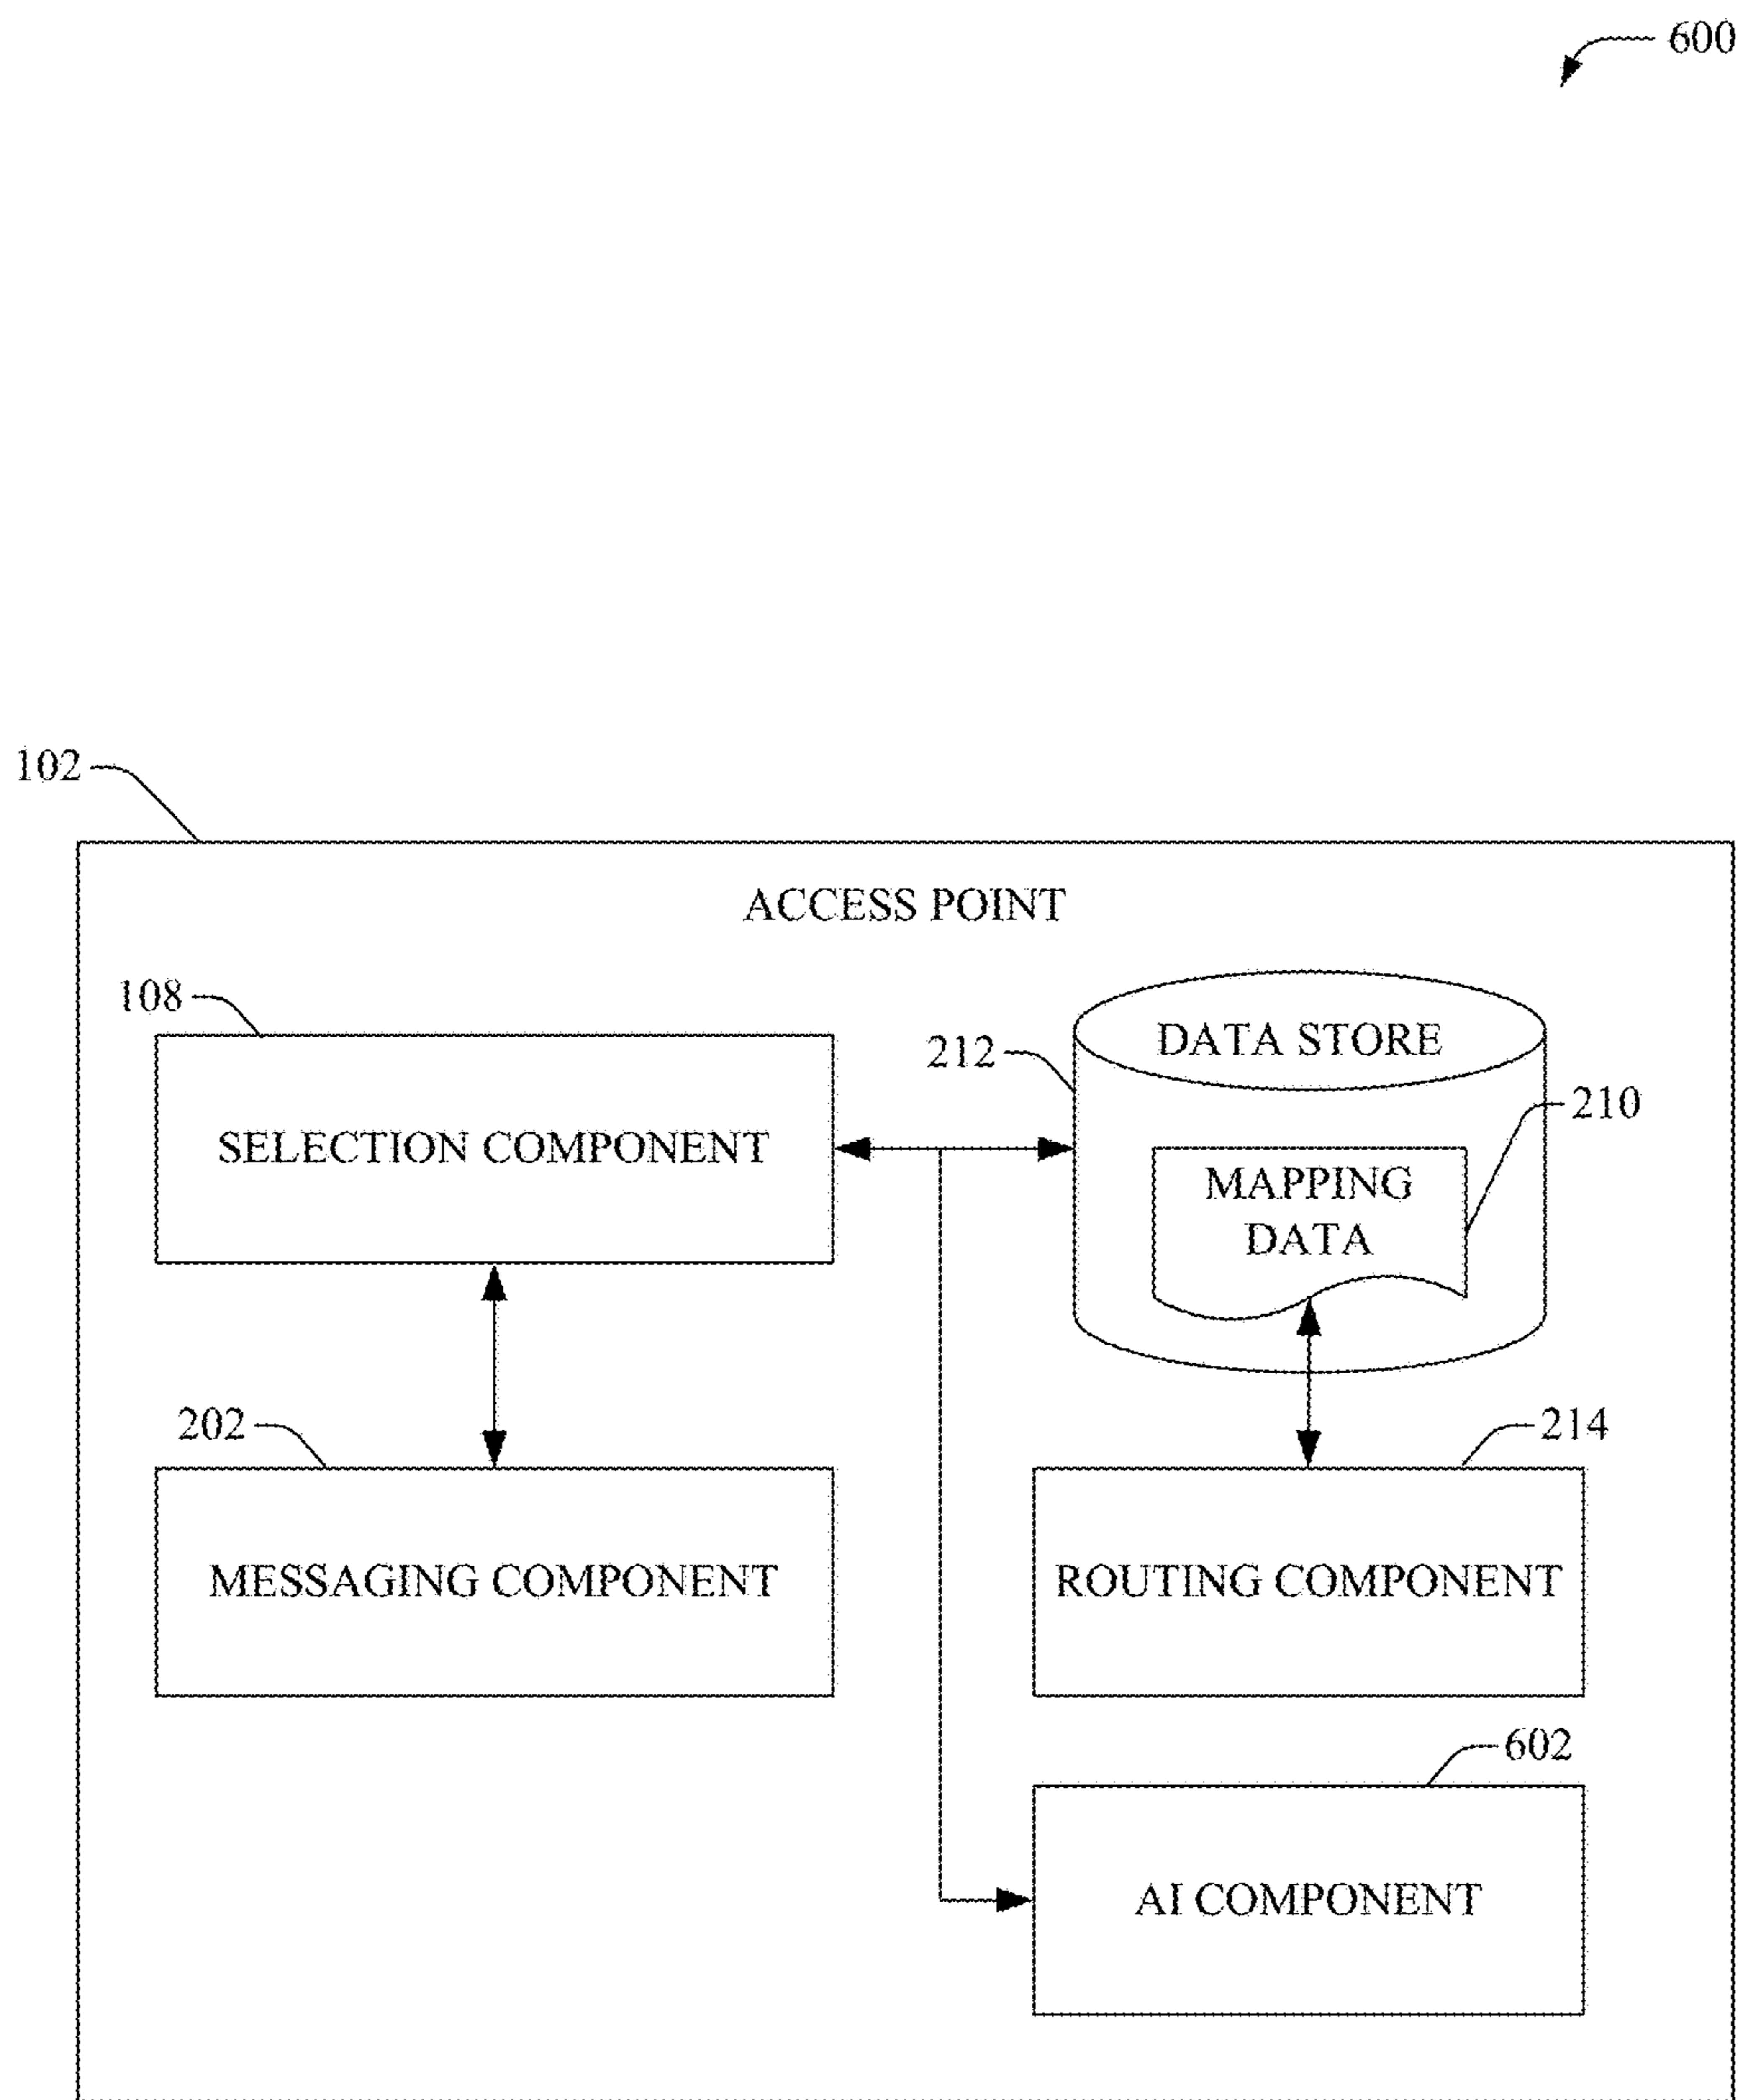 600
102
ACCESS POINT
108
212
DATA STORE
210
SELECTION COMPONENT
MAPPING
DATA
202
214
MESSAGING COMPONENT
ROUTING COMPONENT
602
AI COMPONENT